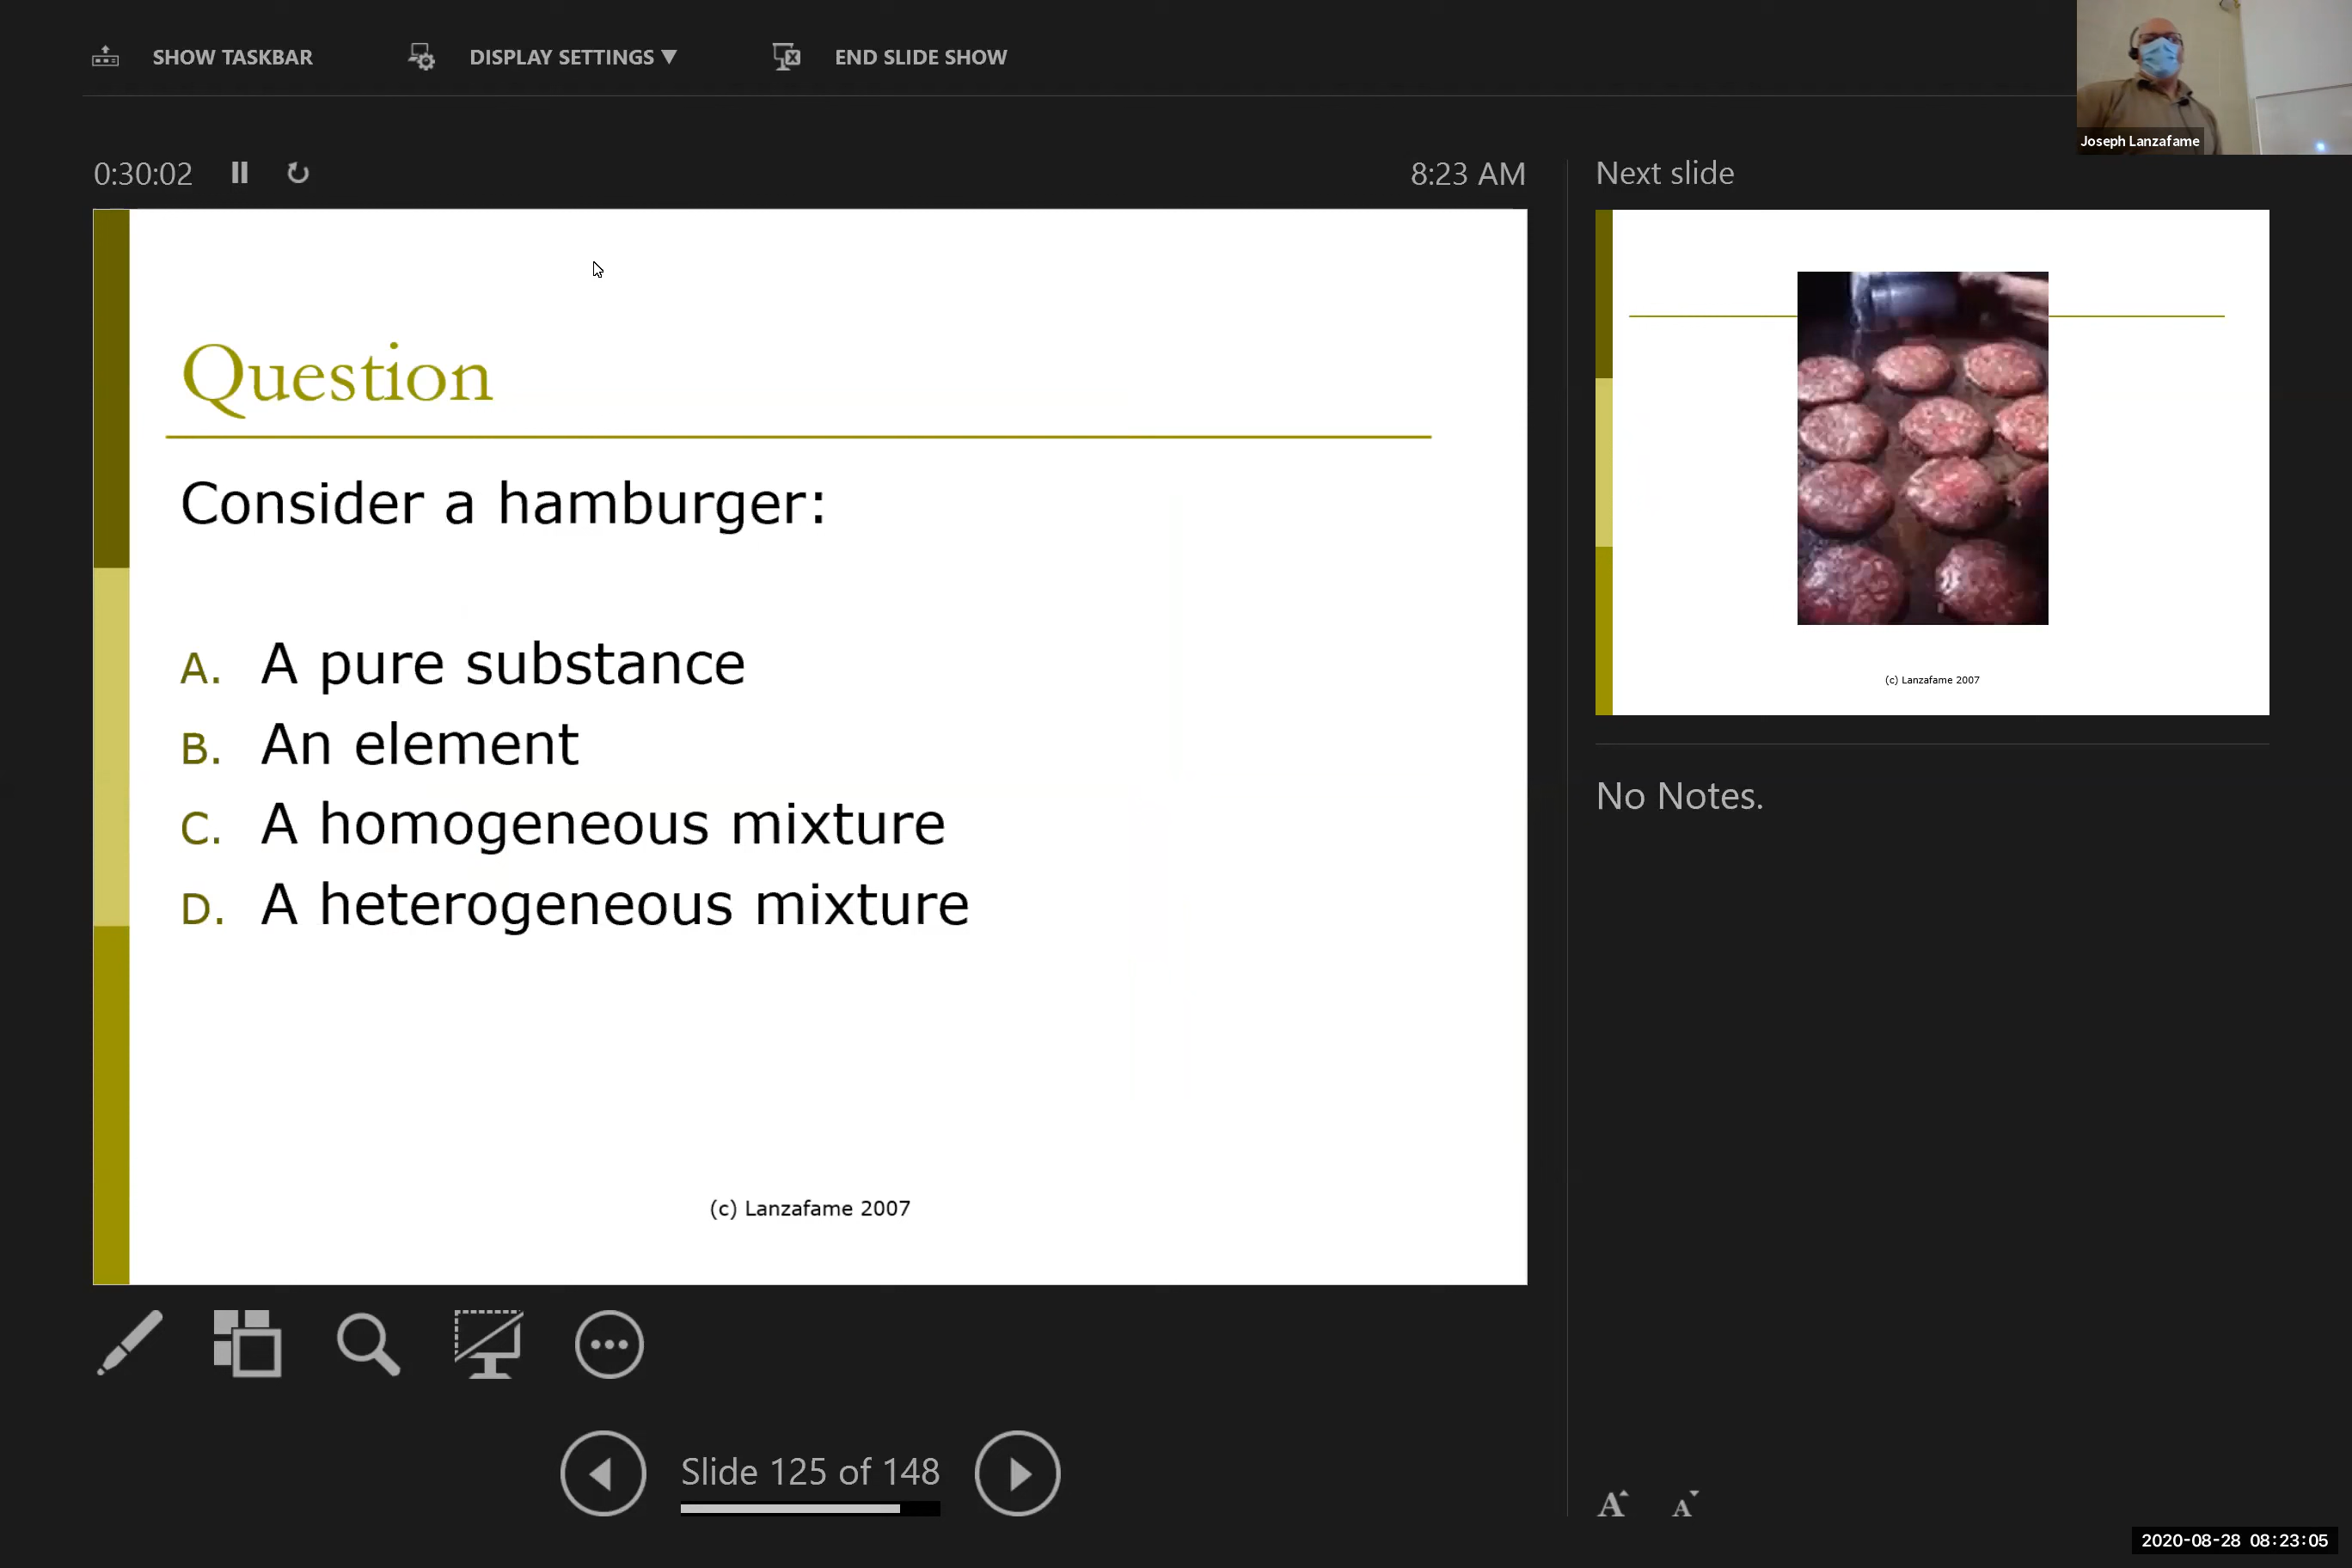 SHOW TASKBAR
DISPLAY SETTINGS ▼
END SLIDE SHOW
Joseph Lanzafame
0:30:02
8:23 AM
Next slide
Question
Consider a hamburger:
A. A pure substance
B. An element
C. A homogeneous mixture
D. A heterogeneous mixture
(c) Lanzafame 2007
(c) Lanzafame 2007
No Notes.
Slide 125 of 148
A A
2020-08-28 08:23:05